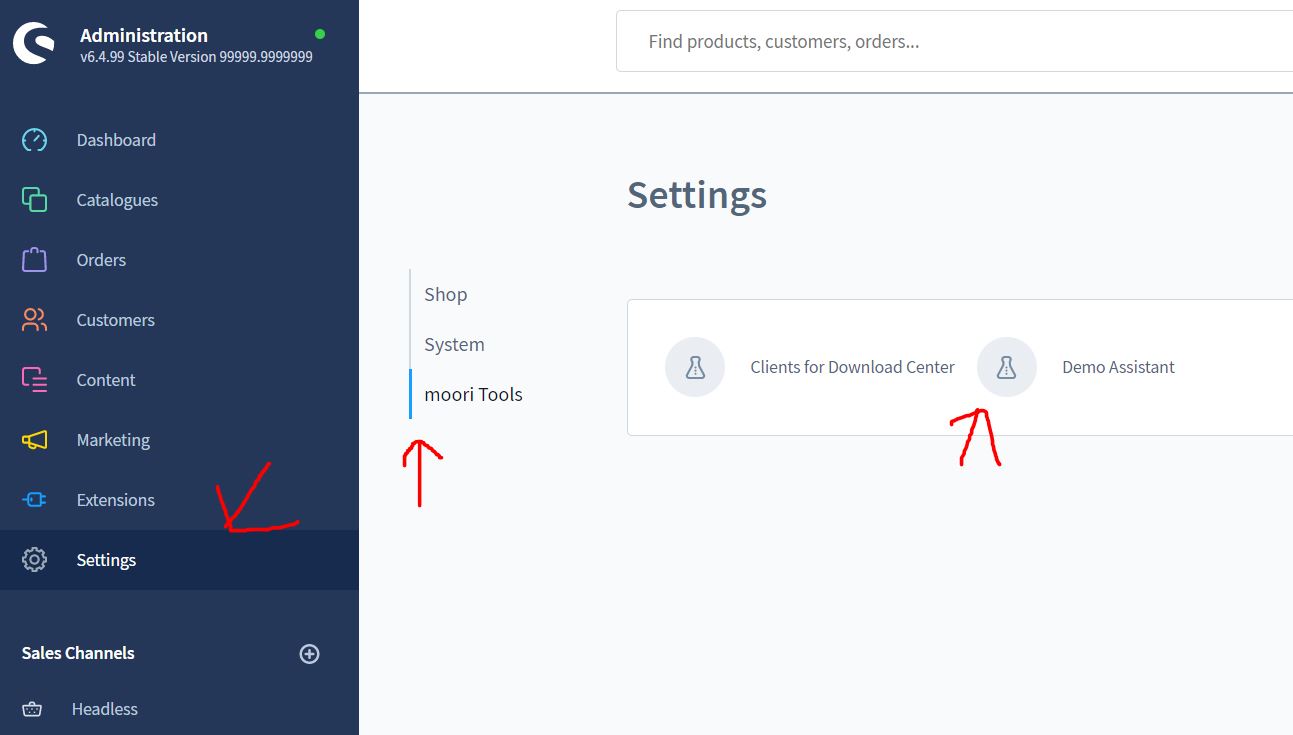 Administration
v6.4.99 Stable Version 99999.9999999
Find products, customers, orders...
Dashboard
Catalogues
Orders
Customers
Content
Marketing
Extensions
Settings
Sales Channels
Headless
Settings
Shop
System
moori Tools
Clients for Download Center
Demo Assistant